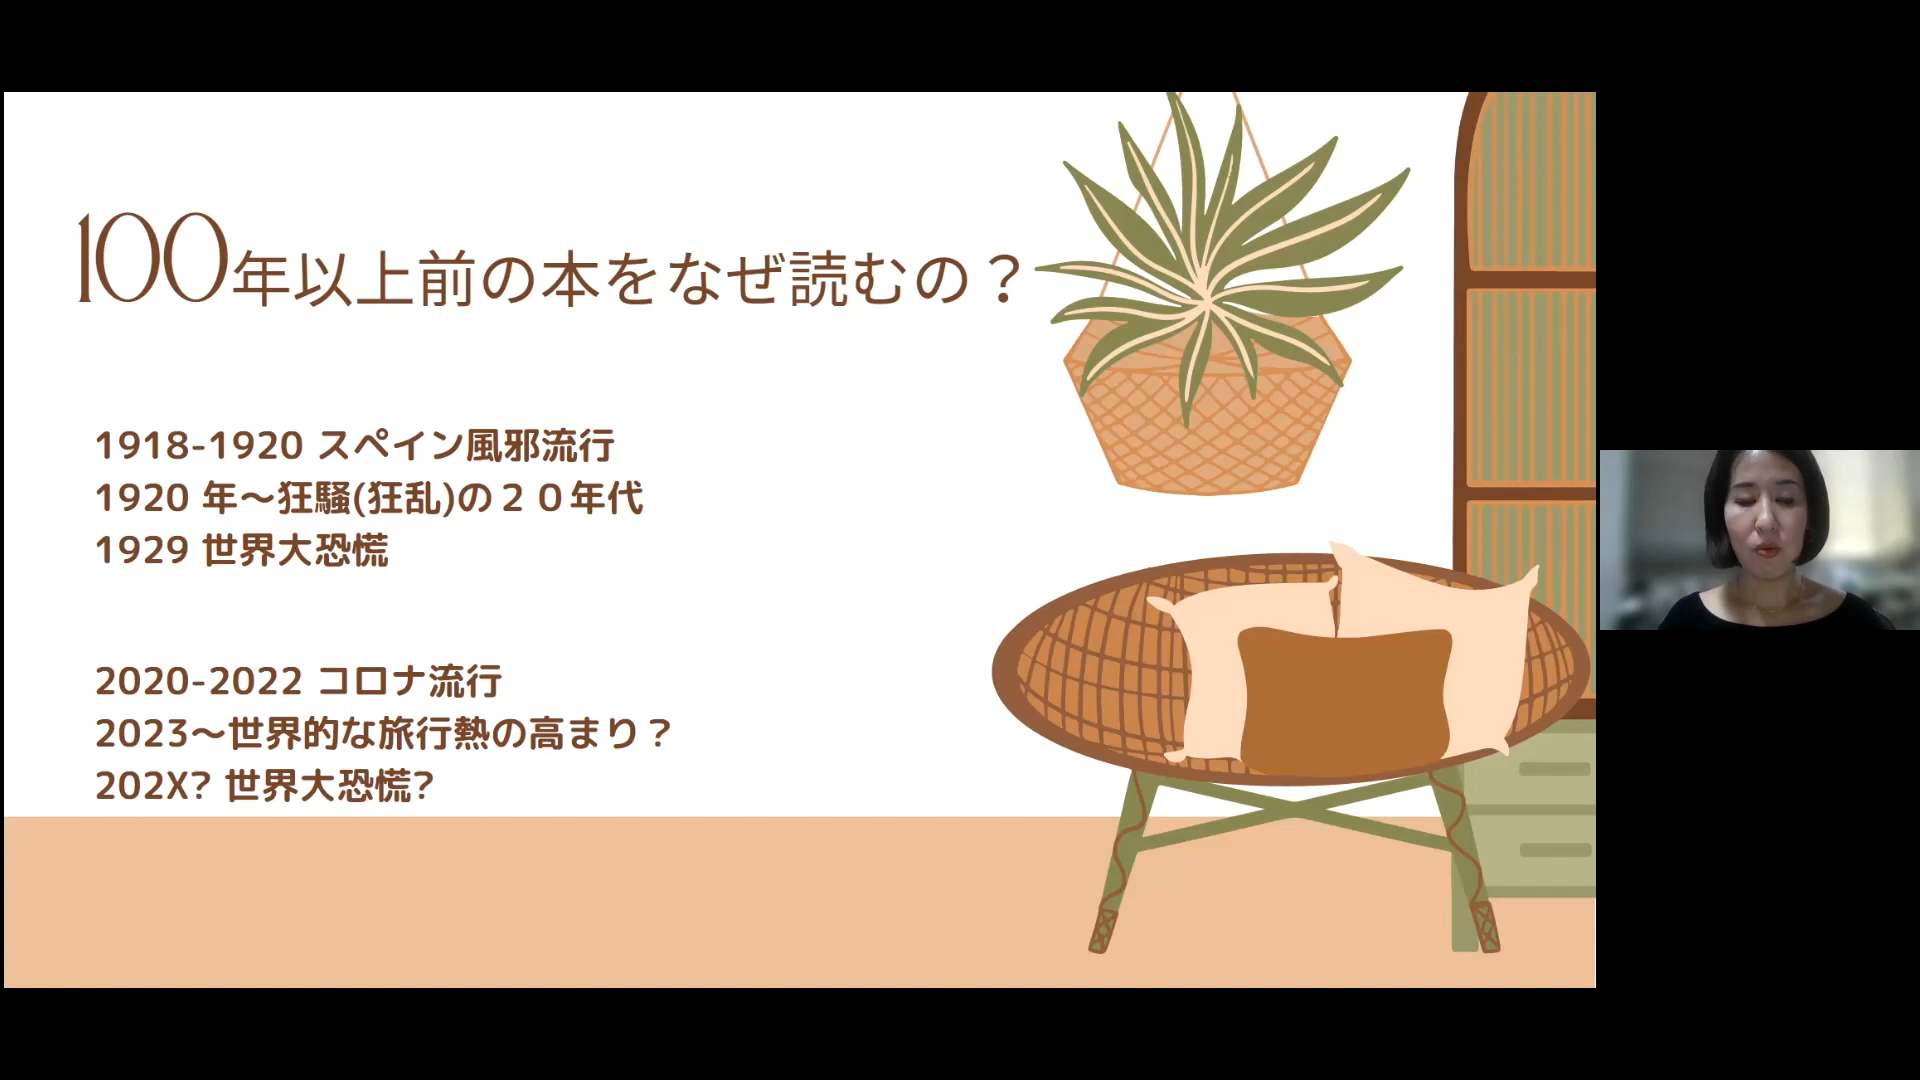 100年以上前の本をなぜ読むの？
1918-1920 スペイン風邪流行
1920 年～狂騒(狂乱)の２０年代
1929 世界大恐慌
2020-2022 コロナ流行
2023～世界的な旅行熱の高まり？
202X? 世界大恐慌?